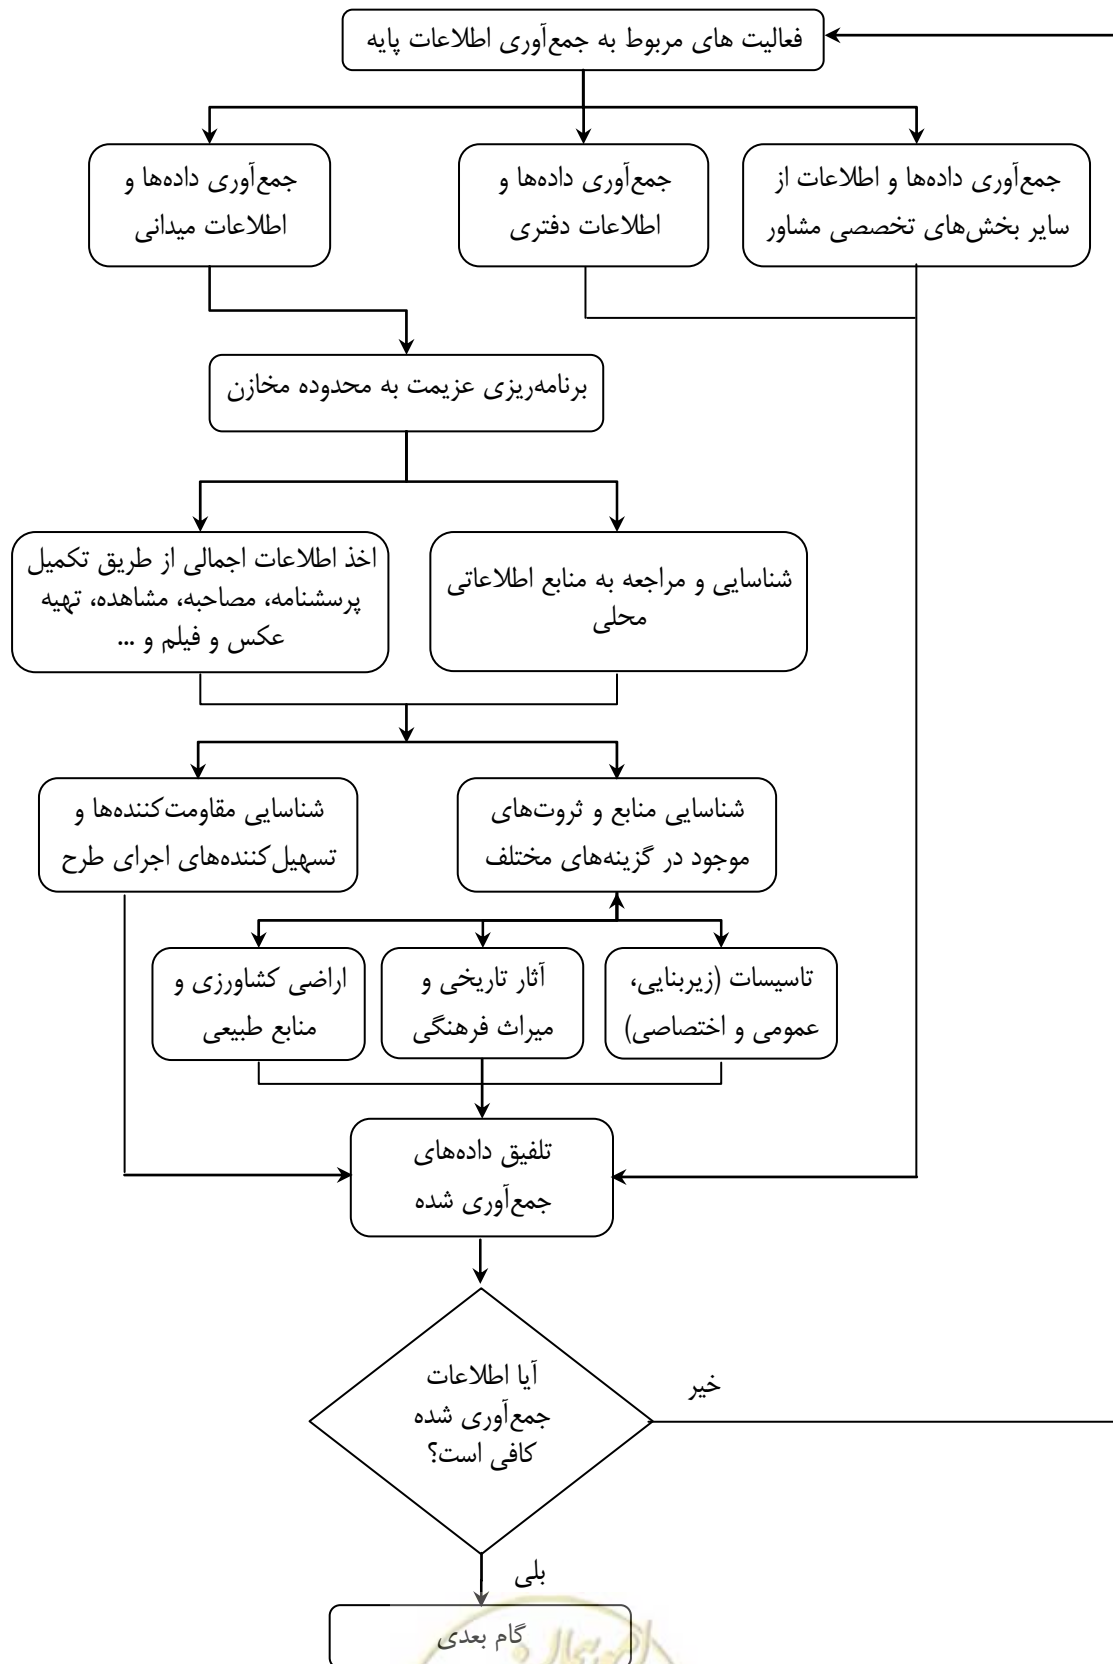 فعالیت های مربوط به جمع‌آوری اطلاعات پایه
جمع‌آوری داده‌ها و اطلاعات از
سایر بخش‌های تخصصی مشاور
جمع‌آوری داده‌ها و
اطلاعات دفتری
جمع‌آوری داده‌ها و
اطلاعات میدانی
برنامه‌ریزی عزیمت به محدوده مخازن
شناسایی و مراجعه به منابع اطلاعاتی
محلی
اخذ اطلاعات اجمالی از طریق تکمیل
پرسشنامه، مصاحبه، مشاهده، تهیه
عکس و فیلم و ...
شناسایی منابع و ثروت‌های
موجود در گزینه‌های مختلف
شناسایی مقاومت‌کننده‌ها و
تسهیل‌کننده‌های اجرای طرح
تاسیسات (زیربنایی،
عمومی و اختصاصی)
آثار تاریخی و
میراث فرهنگی
اراضی کشاورزی و
منابع طبیعی
تلفیق داده‌های
جمع‌آوری شده
آیا اطلاعات
جمع‌آوری شده
کافی است؟
خیر
بلی
گام بعدی